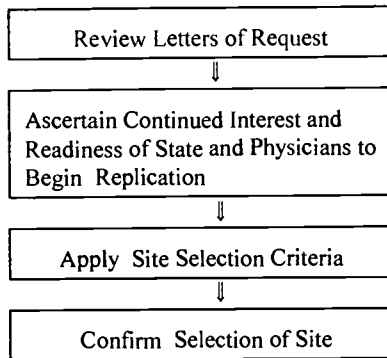 Review Letters of Request
⇓
Ascertain Continued Interest and
Readiness of State and Physicians to
Begin Replication
⇓
Apply Site Selection Criteria
⇓
Confirm Selection of Site